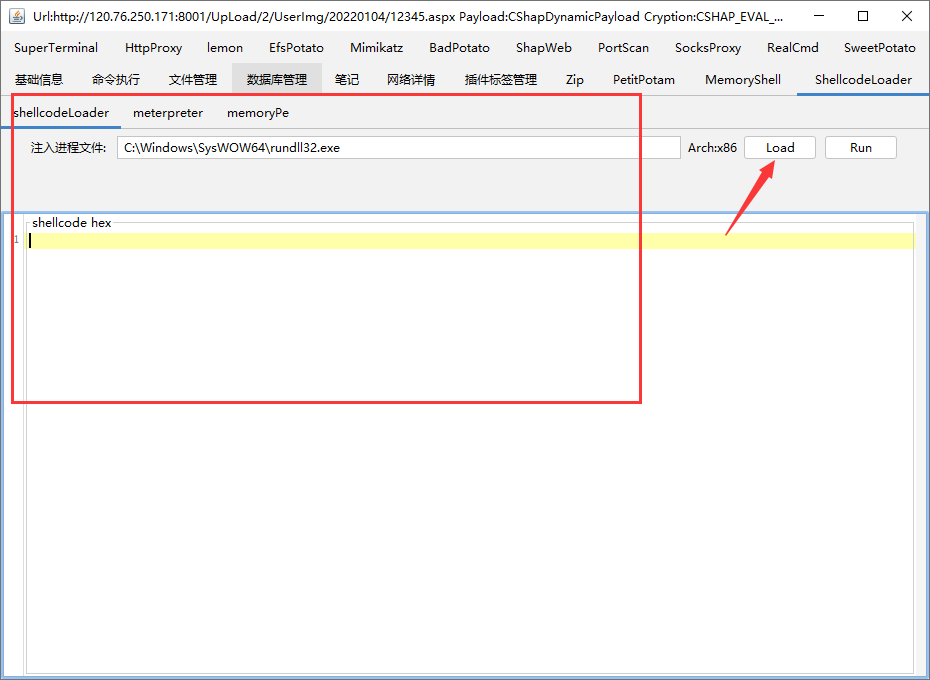 Url:http://120.76.250.171:8001/UpLoad/2/UserImg/20220104/12345.aspx Payload:CShapDynamicPayload Cryption:CSHAP_EVAL_...
SuperTerminal HttpProxy lemon EfsPotato Mimikatz BadPotato ShapWeb PortScan SocksProxy RealCmd SweetPotato
基础信息 命令执行 文件管理 数据库管理 笔记 网络详情 插件标签管理 Zip PetitPotam MemoryShell ShellcodeLoader
shellcodeLoader meterpreter memoryPe
注入进程文件: C:\Windows\SysWOW64\rundll32.exe Arch:x86 Load Run
shellcode hex
1